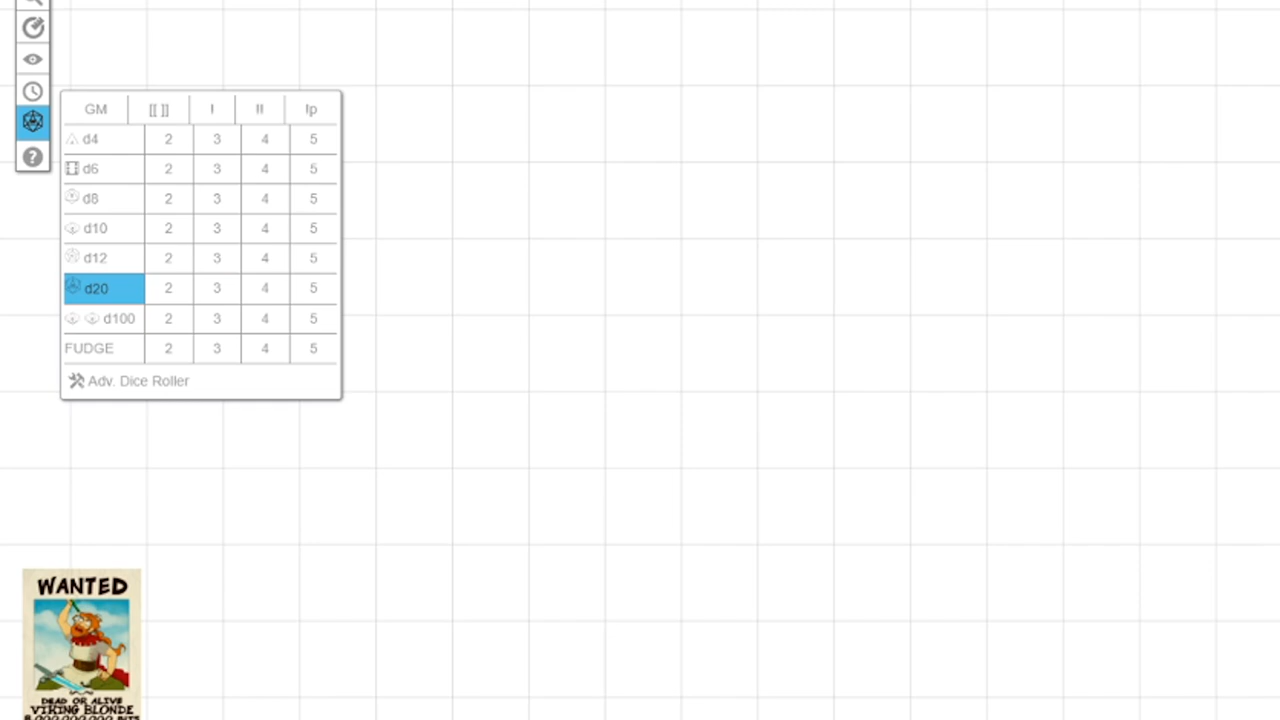 GM [[ ]] ! !! !p
d4 2 3 4 5
d6 2 3 4 5
d8 2 3 4 5
d10 2 3 4 5
d12 2 3 4 5
d20 2 3 4 5
d100 2 3 4 5
FUDGE 2 3 4 5
Adv. Dice Roller
?
WANTED
DEAD OR ALIVE
VIKING BLONDE
BITS